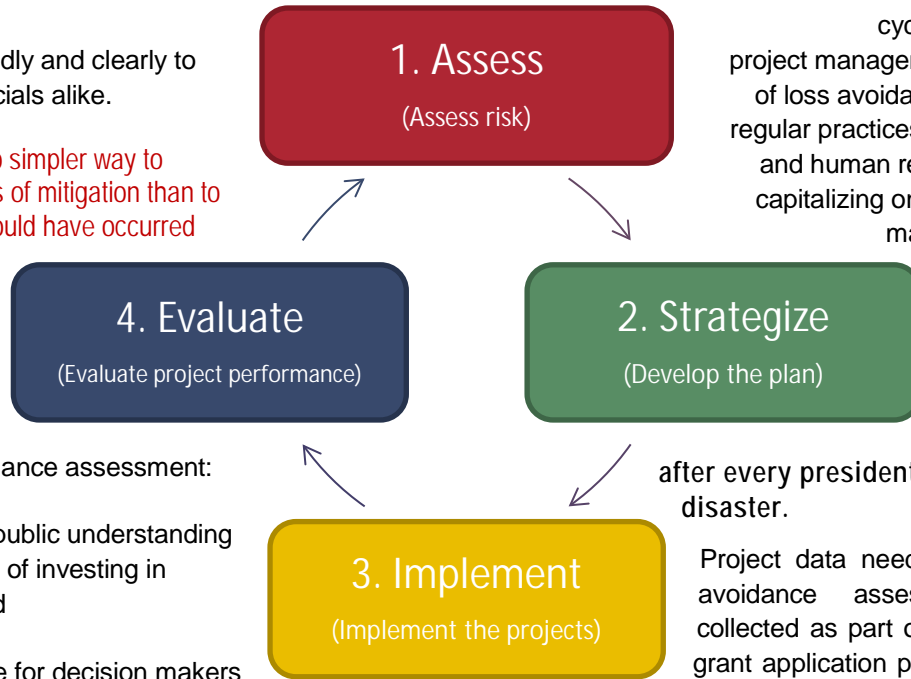 dly and clearly to
cials alike.
simpler way to
s of mitigation than to
ould have occurred
1. Assess
(Assess risk)
cyc
project manager
of loss avoida
regular practices
and human re
capitalizing or
ma
4. Evaluate
(Evaluate project performance)
2. Strategize
(Develop the plan)
ance assessment:
public understanding
of investing in
d
e for decision makers
3. Implement
(Implement the projects)
after every president
disaster.
Project data need
avoidance asses
collected as part o
grant application p